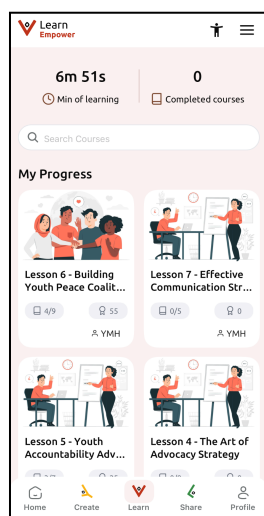 Learn
Empower
6m 51s
0
Min of learning
Completed courses
Search Courses
My Progress
Lesson 6 - Building
Youth Peace Coalit...
Lesson 7 - Effective
Communication Str...
4/9
55
0/5
0
YMH
YMH
Lesson 5 - Youth
Accountability Adv...
Lesson 4 - The Art of
Advocacy Strategy
Home
Create
Learn
Share
Profile